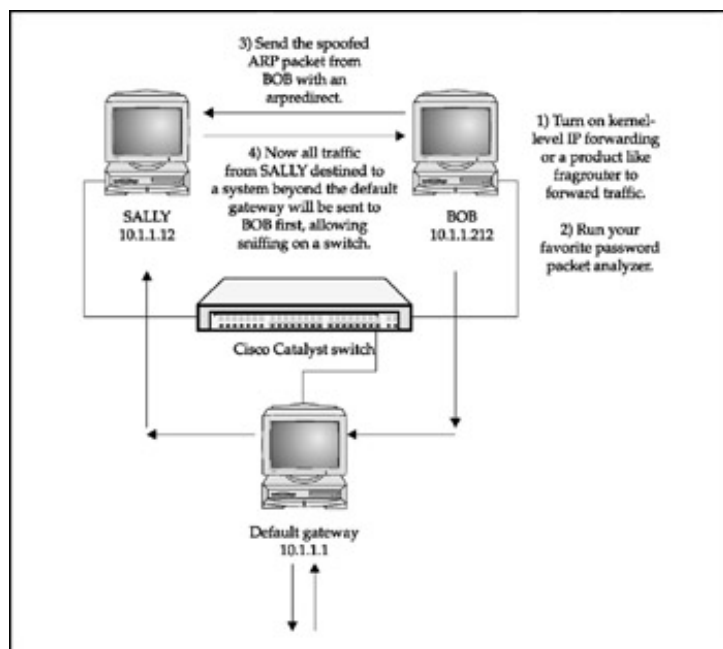 3) Send the spoofed
ARP packet from
BOB with an
arpredirect.
1) Turn on kernel-
level IP forwarding
or a product like
fragrouter to
forward traffic.
4) Now all traffic
from SALLY destined to
a system beyond the default
gateway will be sent to
BOB first, allowing
sniffing on a switch.
SALLY
10.1.1.12
BOB
10.1.1.212
2) Run your
favorite password
packet analyzer.
Cisco Catalyst switch
Default gateway
10.1.1.1